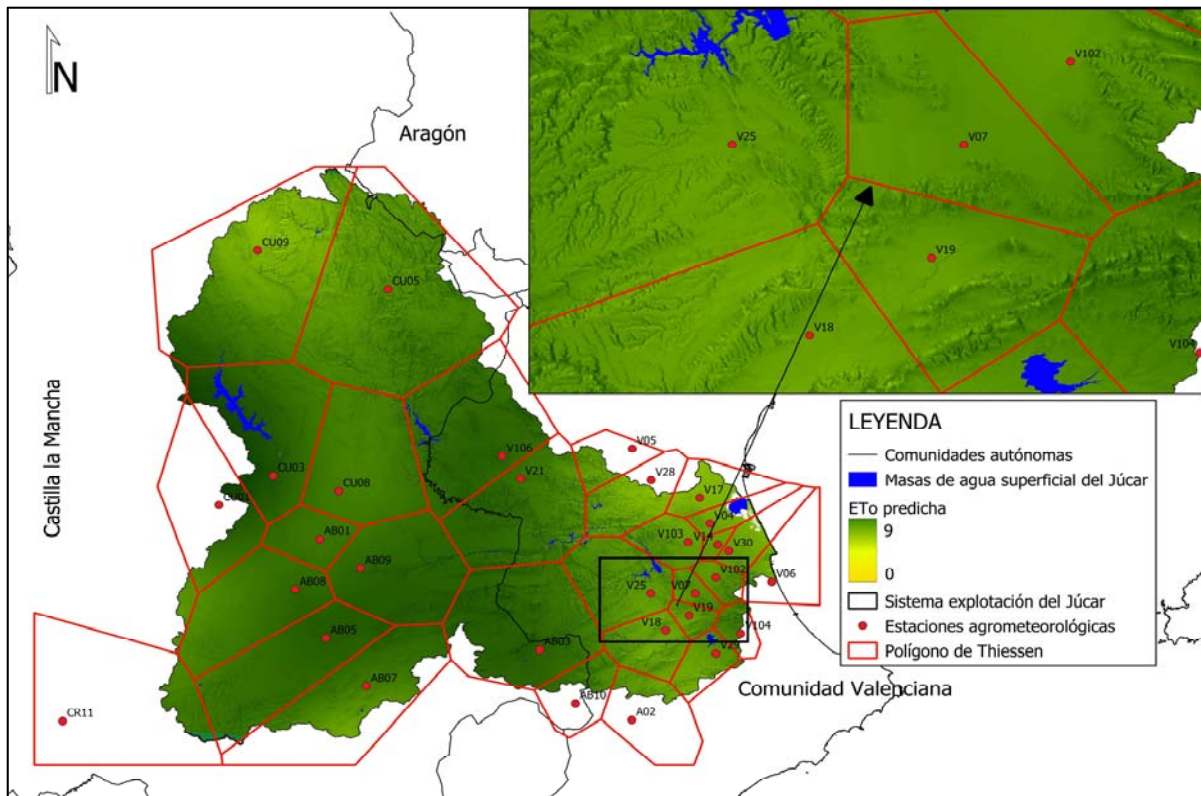 N
Aragón
Castilla la Mancha
Comunidad Valenciana
V102
V25
V07
V19
V18
V104
CU09
CU05
CU03
CU08
AB01
AB09
AB08
AB05
AB07
CR11
V106
V21
V05
V28
V17
V04
V103
V14
V30
V102
V06
V25
V07
V19
V18
V104
AB03
AB10
A02
LEYENDA
Comunidades autónomas
Masas de agua superficial del Júcar
ETo predicha
9
0
Sistema explotación del Júcar
Estaciones agrometeorológicas
Polígono de Thiessen